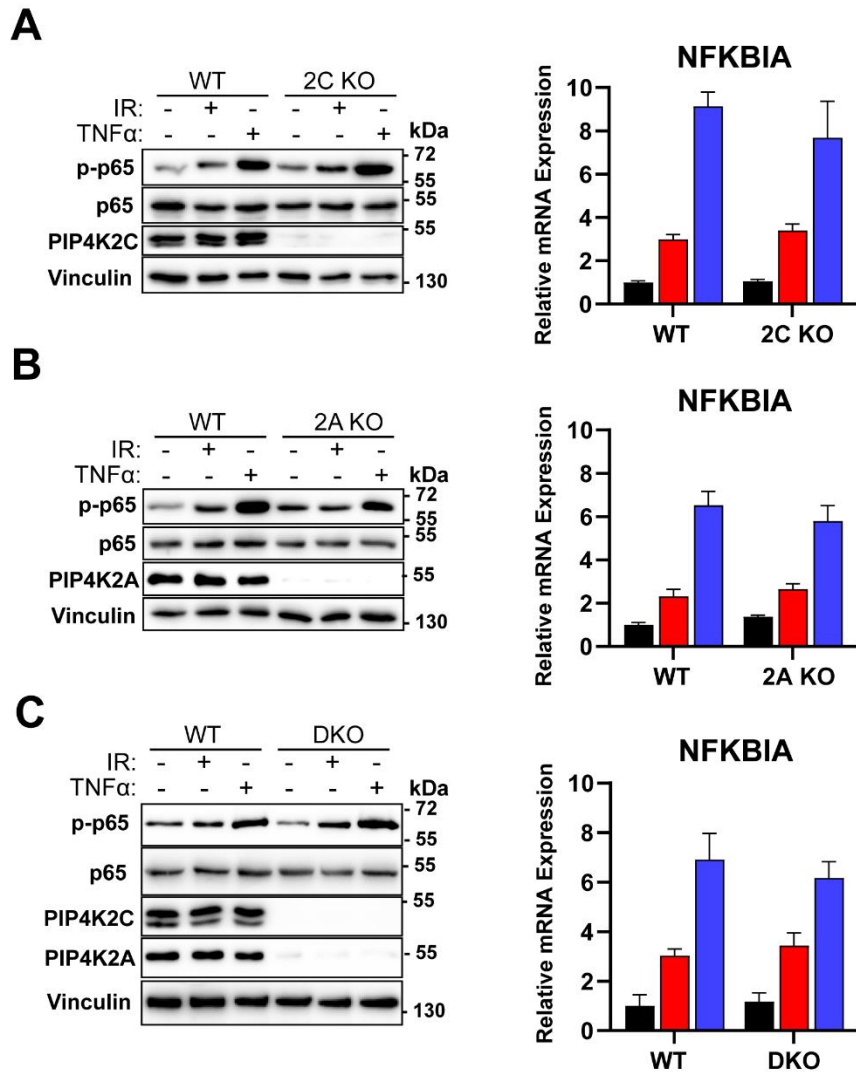 A
WT 2C KO
IR: - + - - + -
TNFα: - - + - - + kDa
p-p65 - 72
- 55
p65 - 55
PIP4K2C - 55
Vinculin - 130
NFKBIA
Relative mRNA Expression
10
8
6
4
2
0
WT 2C KO
B
WT 2A KO
IR: - + - - + -
TNFα: - - + - - + kDa
p-p65 - 72
- 55
p65 - 55
PIP4K2A - 55
Vinculin - 130
NFKBIA
Relative mRNA Expression
10
8
6
4
2
0
WT 2A KO
C
WT DKO
IR: - + - - + -
TNFα: - - + - - + kDa
p-p65 - 72
- 55
p65 - 55
PIP4K2C - 55
PIP4K2A - 55
Vinculin - 130
NFKBIA
Relative mRNA Expression
10
8
6
4
2
0
WT DKO